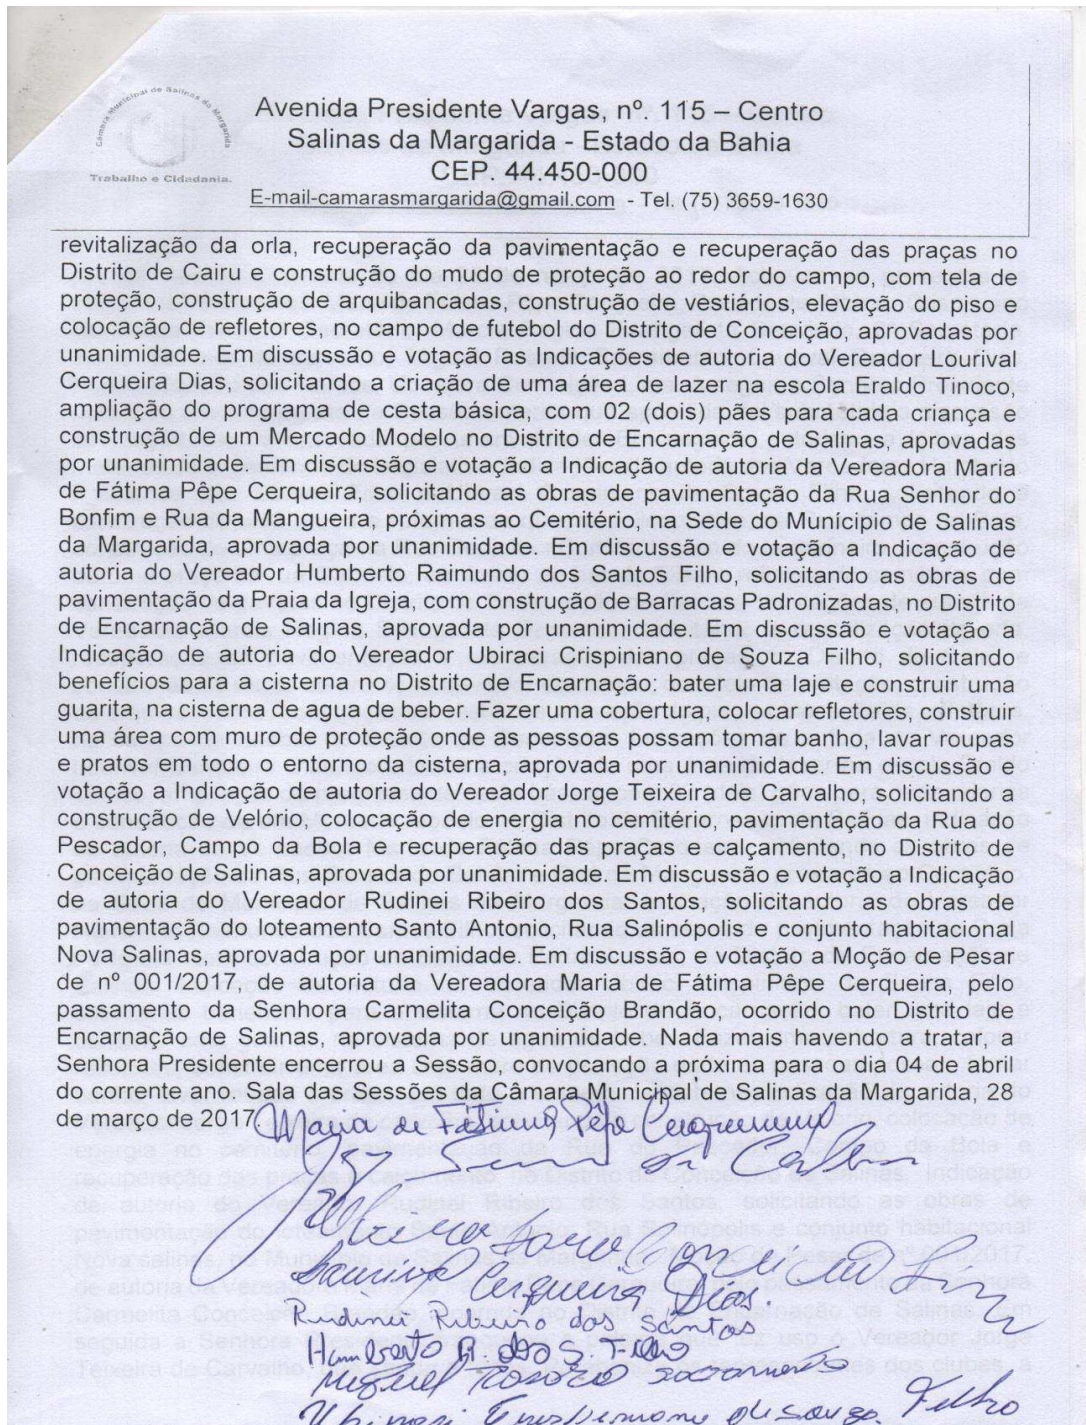 Câmara Municipal de Salinas da Margarida
Trabalho e Cidadania.
Avenida Presidente Vargas, nº. 115 – Centro
Salinas da Margarida - Estado da Bahia
CEP. 44.450-000
E-mail-camarasmargarida@gmail.com - Tel. (75) 3659-1630
revitalização da orla, recuperação da pavimentação e recuperação das praças no
Distrito de Cairu e construção do mudo de proteção ao redor do campo, com tela de
proteção, construção de arquibancadas, construção de vestiários, elevação do piso e
colocação de refletores, no campo de futebol do Distrito de Conceição, aprovadas por
unanimidade. Em discussão e votação as Indicações de autoria do Vereador Lourival
Cerqueira Dias, solicitando a criação de uma área de lazer na escola Eraldo Tinoco,
ampliação do programa de cesta básica, com 02 (dois) pães para cada criança e
construção de um Mercado Modelo no Distrito de Encarnação de Salinas, aprovadas
por unanimidade. Em discussão e votação a Indicação de autoria da Vereadora Maria
de Fátima Pêpe Cerqueira, solicitando as obras de pavimentação da Rua Senhor do
Bonfim e Rua da Mangueira, próximas ao Cemitério, na Sede do Munícipio de Salinas
da Margarida, aprovada por unanimidade. Em discussão e votação a Indicação de
autoria do Vereador Humberto Raimundo dos Santos Filho, solicitando as obras de
pavimentação da Praia da Igreja, com construção de Barracas Padronizadas, no Distrito
de Encarnação de Salinas, aprovada por unanimidade. Em discussão e votação a
Indicação de autoria do Vereador Ubiraci Crispiniano de Souza Filho, solicitando
benefícios para a cisterna no Distrito de Encarnação: bater uma laje e construir uma
guarita, na cisterna de agua de beber. Fazer uma cobertura, colocar refletores, construir
uma área com muro de proteção onde as pessoas possam tomar banho, lavar roupas
e pratos em todo o entorno da cisterna, aprovada por unanimidade. Em discussão e
votação a Indicação de autoria do Vereador Jorge Teixeira de Carvalho, solicitando a
construção de Velório, colocação de energia no cemitério, pavimentação da Rua do
Pescador, Campo da Bola e recuperação das praças e calçamento, no Distrito de
Conceição de Salinas, aprovada por unanimidade. Em discussão e votação a Indicação
de autoria do Vereador Rudinei Ribeiro dos Santos, solicitando as obras de
pavimentação do loteamento Santo Antonio, Rua Salinópolis e conjunto habitacional
Nova Salinas, aprovada por unanimidade. Em discussão e votação a Moção de Pesar
de nº 001/2017, de autoria da Vereadora Maria de Fátima Pêpe Cerqueira, pelo
passamento da Senhora Carmelita Conceição Brandão, ocorrido no Distrito de
Encarnação de Salinas, aprovada por unanimidade. Nada mais havendo a tratar, a
Senhora Presidente encerrou a Sessão, convocando a próxima para o dia 04 de abril
do corrente ano. Sala das Sessões da Câmara Municipal de Salinas da Margarida, 28
de março de 2017.
Maria de Fátima Pêpe Cerqueira
Lourival Cerqueira Dias.
Rudinei Ribeiro dos Santos
Humberto R. dos S. Filho
Miguel
Filho